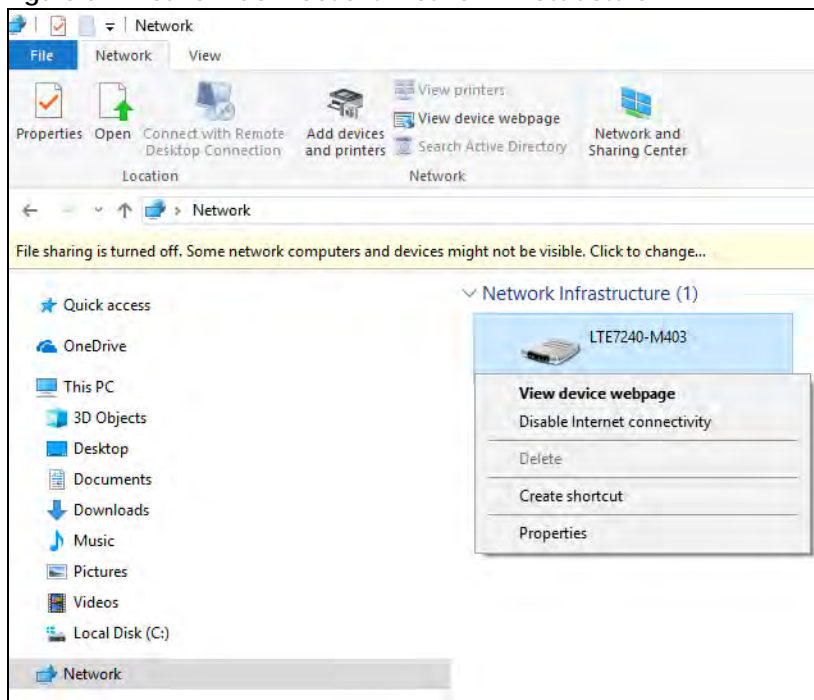 Network
File Network View
Properties Open Connect with Remote Desktop Connection Add devices and printers View printers
View device webpage
Search Active Directory Network and Sharing Center
Location Network
Network
File sharing is turned off. Some network computers and devices might not be visible. Click to change...
Quick access
OneDrive
This PC
3D Objects
Desktop
Documents
Downloads
Music
Pictures
Videos
Local Disk (C:)
Network
Network Infrastructure (1)
LTE7240-M403
View device webpage
Disable Internet connectivity
Delete
Create shortcut
Properties